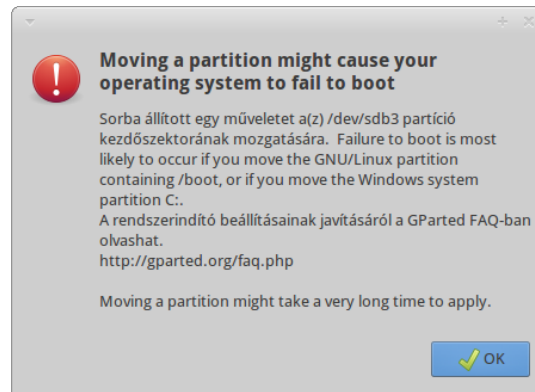 Moving a partition might cause your
operating system to fail to boot
Sorba állított egy műveletet a(z) /dev/sdb3 partíció
kezdőszektorának mozgatására.  Failure to boot is most
likely to occur if you move the GNU/Linux partition
containing /boot, or if you move the Windows system
partition C:.
A rendszerindító beállításainak javításáról a GParted FAQ-ban
olvashat.
http://gparted.org/faq.php
Moving a partition might take a very long time to apply.
OK